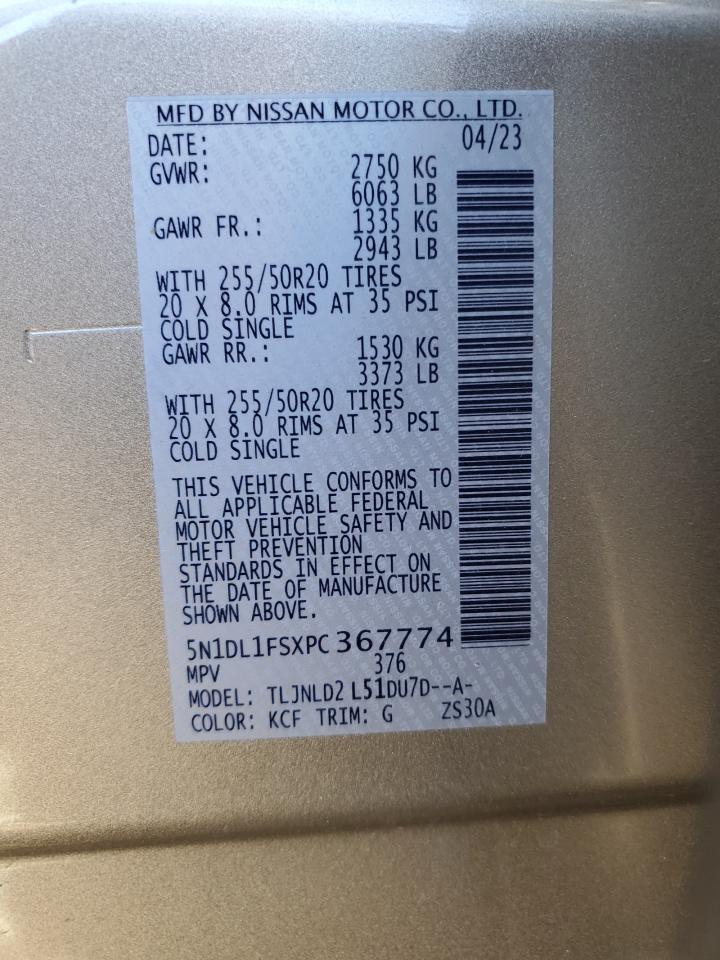 MFD BY NISSAN MOTOR CO., LTD.
DATE: 04/23
GVWR: 2750 KG
6063 LB
GAWR FR.: 1335 KG
2943 LB
WITH 255/50R20 TIRES
20 X 8.0 RIMS AT 35 PSI
COLD SINGLE
GAWR RR.: 1530 KG
3373 LB
WITH 255/50R20 TIRES
20 X 8.0 RIMS AT 35 PSI
COLD SINGLE
THIS VEHICLE CONFORMS TO
ALL APPLICABLE FEDERAL
MOTOR VEHICLE SAFETY AND
THEFT PREVENTION
STANDARDS IN EFFECT ON
THE DATE OF MANUFACTURE
SHOWN ABOVE.
5N1DL1FSXPC367774
MPV 376
MODEL: TLJNLD2 L51DU7D--A-
COLOR: KCF TRIM: G ZS30A